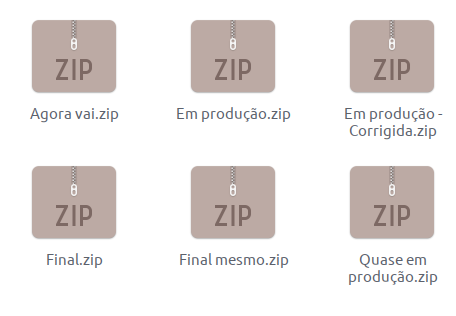 ZIP
ZIP
ZIP
Agora vai.zip
Em produção.zip
Em produção -
Corrigida.zip
ZIP
ZIP
ZIP
Final.zip
Final mesmo.zip
Quase em
produção.zip